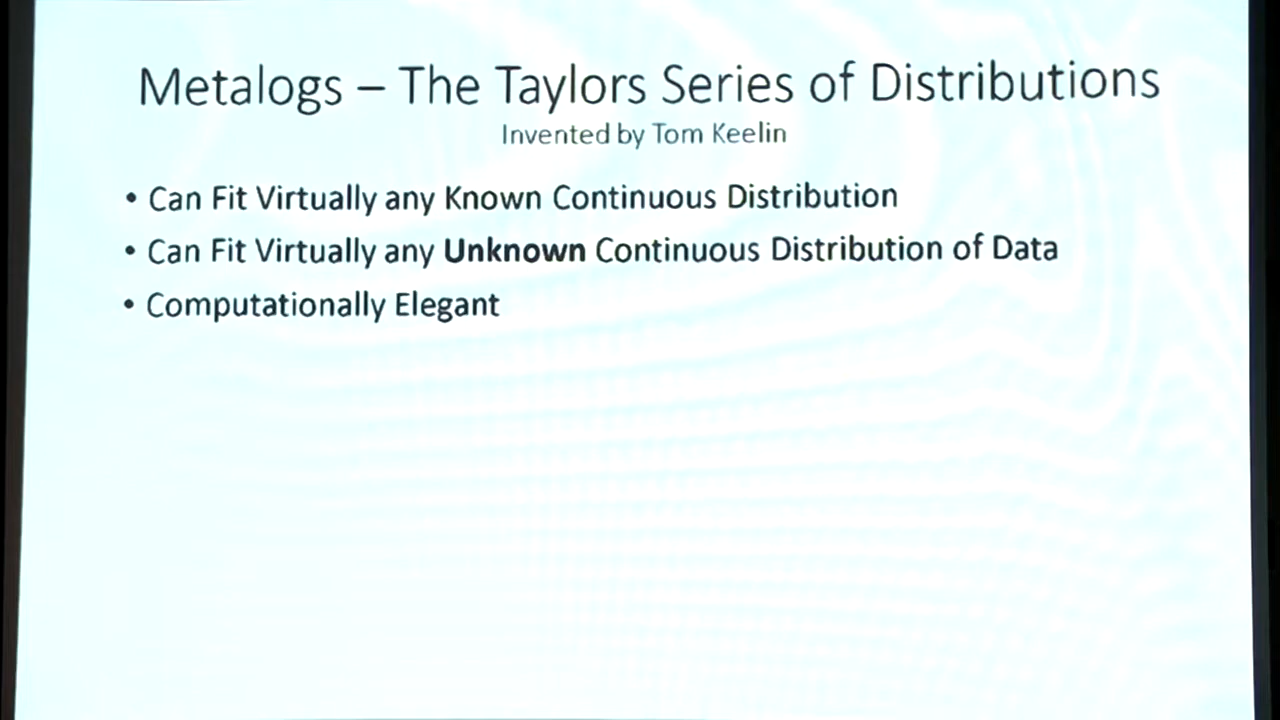 Metalogs – The Taylors Series of Distributions
Invented by Tom Keelin
• Can Fit Virtually any Known Continuous Distribution
• Can Fit Virtually any Unknown Continuous Distribution of Data
• Computationally Elegant